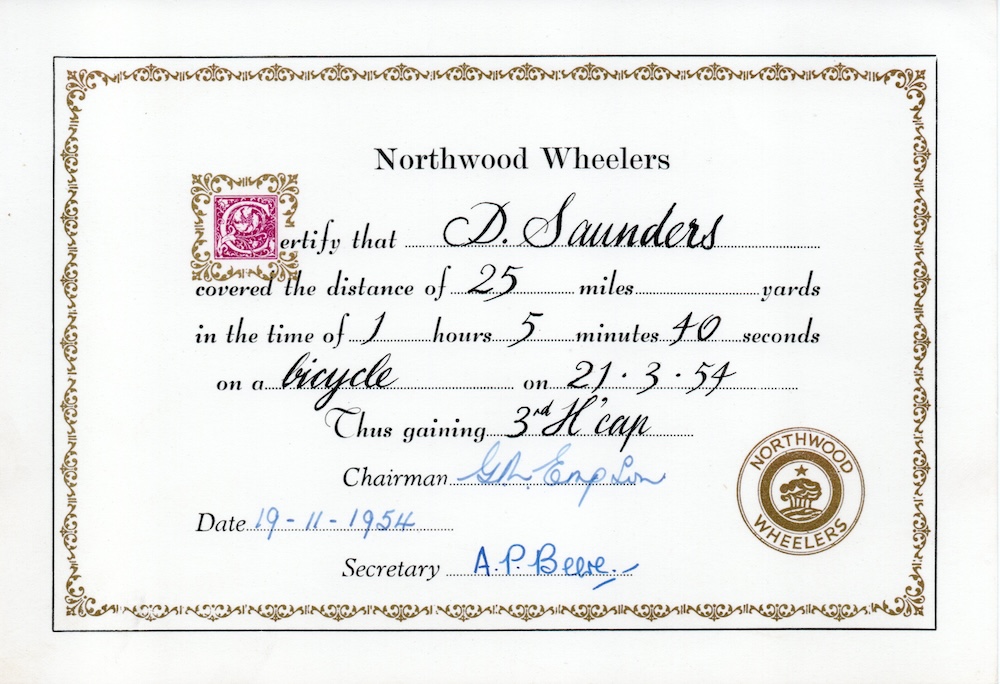 Northwood Wheelers
Certify that D. Saunders
covered the distance of 25 miles yards
in the time of 1 hours 5 minutes 40 seconds
on a bicycle on 21·3·54
Thus gaining 3rd H'cap
Chairman
Date 19-11-1954
Secretary A.P. Beere.
NORTHWOOD
WHEELERS